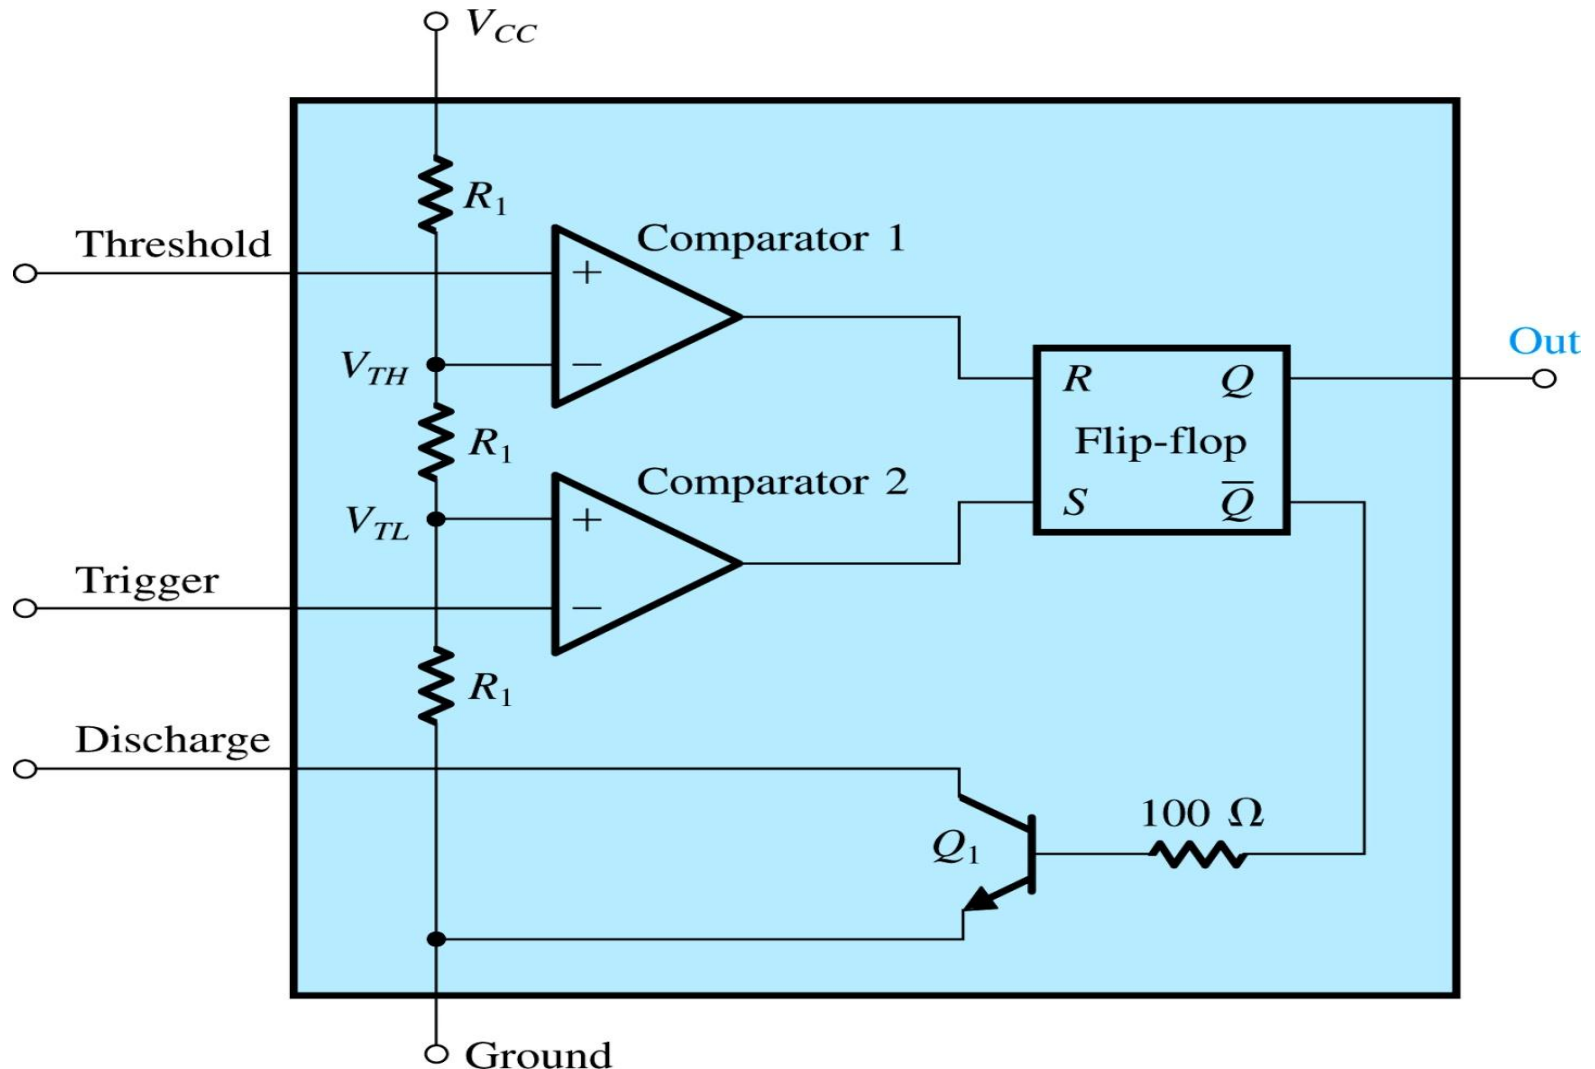 V_CC
R_1
Threshold
Comparator 1
+
V_TH
−
Out
R
Q
Flip-flop
R_1
Comparator 2
S
Q̅
V_TL
+
Trigger
−
R_1
Discharge
100 Ω
Q_1
Ground